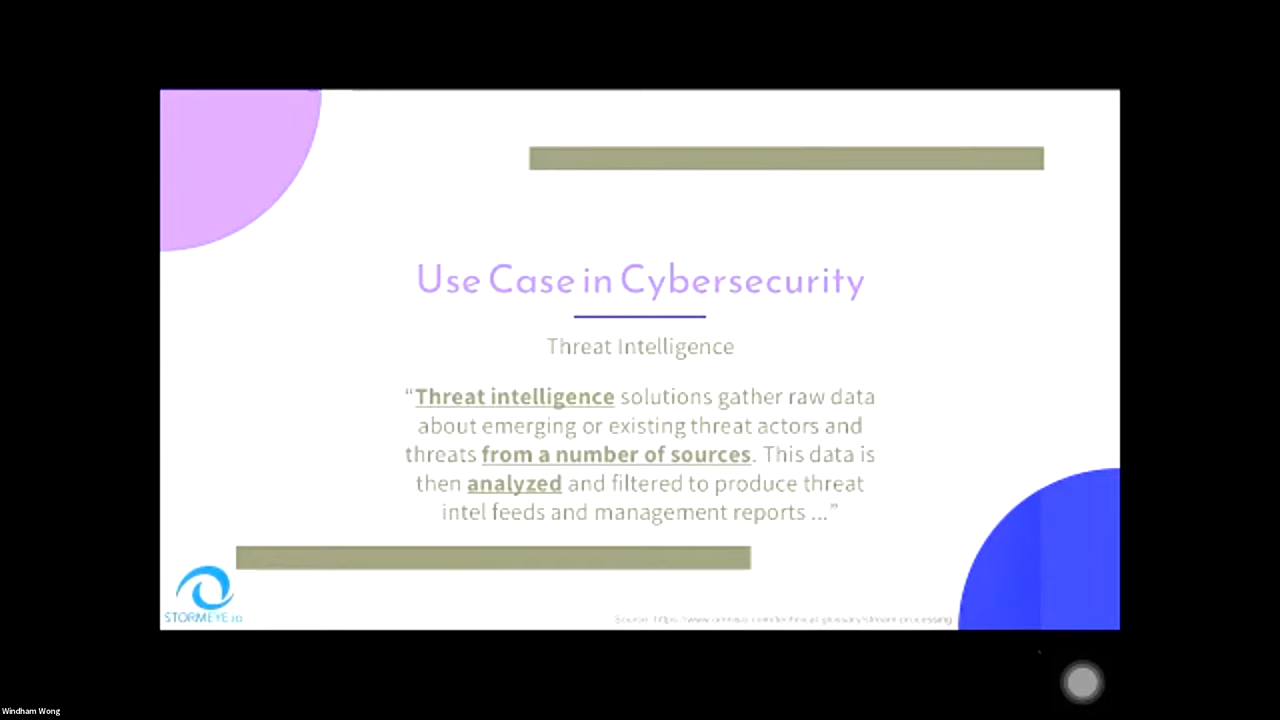 Use Case in Cybersecurity
Threat Intelligence
“Threat intelligence solutions gather raw data
about emerging or existing threat actors and
threats from a number of sources. This data is
then analyzed and filtered to produce threat
intel feeds and management reports ...”
STORMEYE.io
Source:
Windham Wong